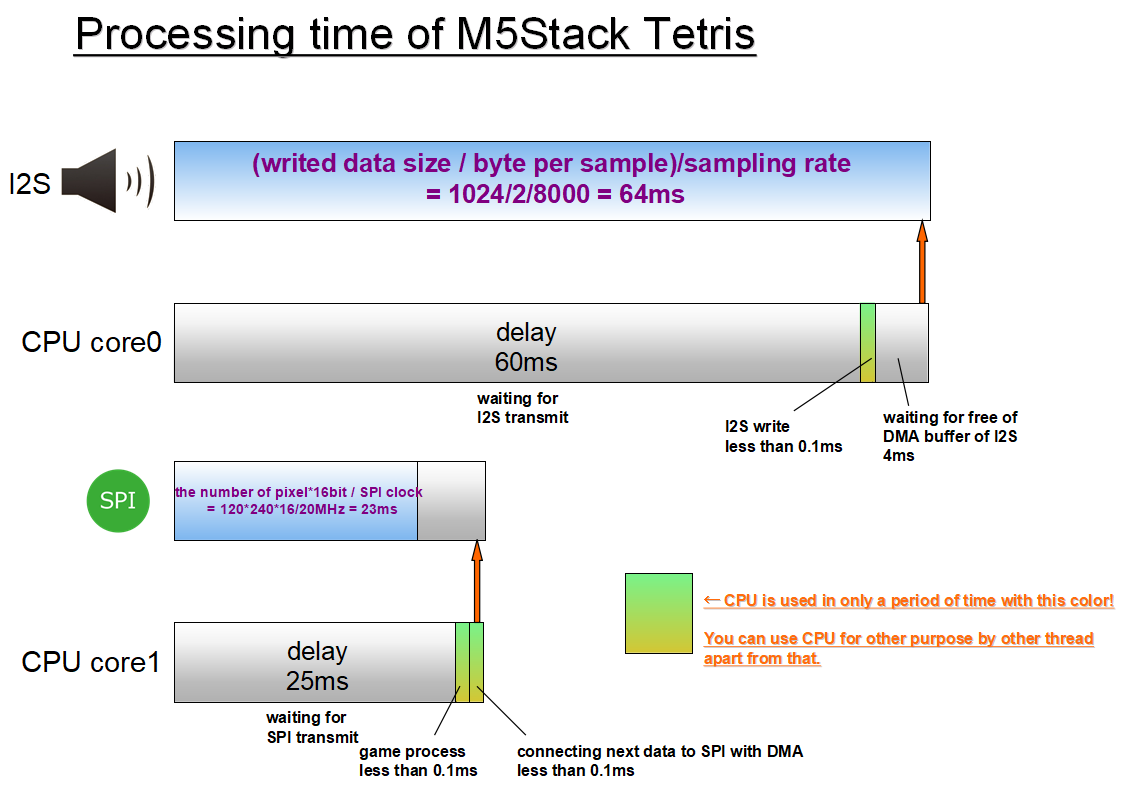 Processing time of M5Stack Tetris
I2S
(writed data size / byte per sample)/sampling rate
= 1024/2/8000 = 64ms
CPU core0
delay
60ms
waiting for
I2S transmit
I2S write
less than 0.1ms
waiting for free of
DMA buffer of I2S
4ms
SPI
the number of pixel*16bit / SPI clock
= 120*240*16/20MHz = 23ms
← CPU is used in only a period of time with this color!
You can use CPU for other purpose by other thread
apart from that.
CPU core1
delay
25ms
waiting for
SPI transmit
game process
less than 0.1ms
connecting next data to SPI with DMA
less than 0.1ms